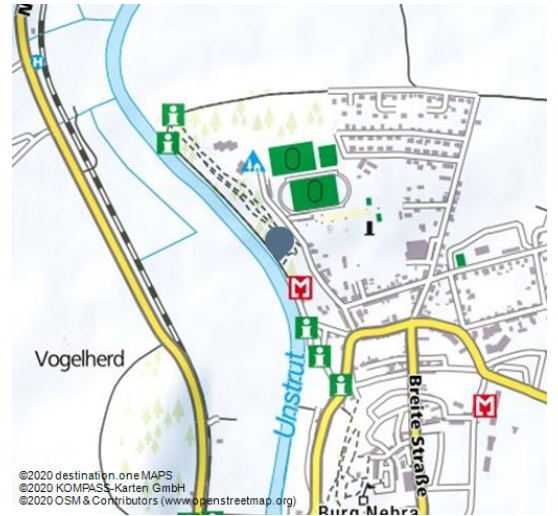 H
i
i
M
i
i
i
M
Vogelherd
Unstrut
Breite Straße
Burg Nebra
©2020 destination.one MAPS
©2020 KOMPASS-Karten GmbH
©2020 OSM & Contributors (www.openstreetmap.org)